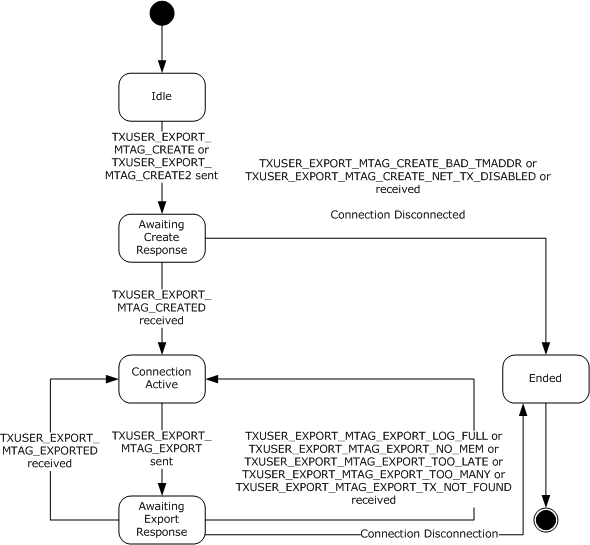 Idle
TXUSER_EXPORT_
MTAG_CREATE or
TXUSER_EXPORT_
MTAG_CREATE2 sent
TXUSER_EXPORT_MTAG_CREATE_BAD_TMADDR or
TXUSER_EXPORT_MTAG_CREATE_NET_TX_DISABLED or
received
Connection Disconnected
Awaiting
Create
Response
TXUSER_EXPORT_
MTAG_CREATED
received
Connection
Active
Ended
TXUSER_EXPORT_
MTAG_EXPORTED
received
TXUSER_EXPORT_
MTAG_EXPORT
sent
TXUSER_EXPORT_MTAG_EXPORT_LOG_FULL or
TXUSER_EXPORT_MTAG_EXPORT_NO_MEM or
TXUSER_EXPORT_MTAG_EXPORT_TOO_LATE or
TXUSER_EXPORT_MTAG_EXPORT_TOO_MANY or
TXUSER_EXPORT_MTAG_EXPORT_TX_NOT_FOUND
received
Awaiting
Export
Response
Connection Disconnection